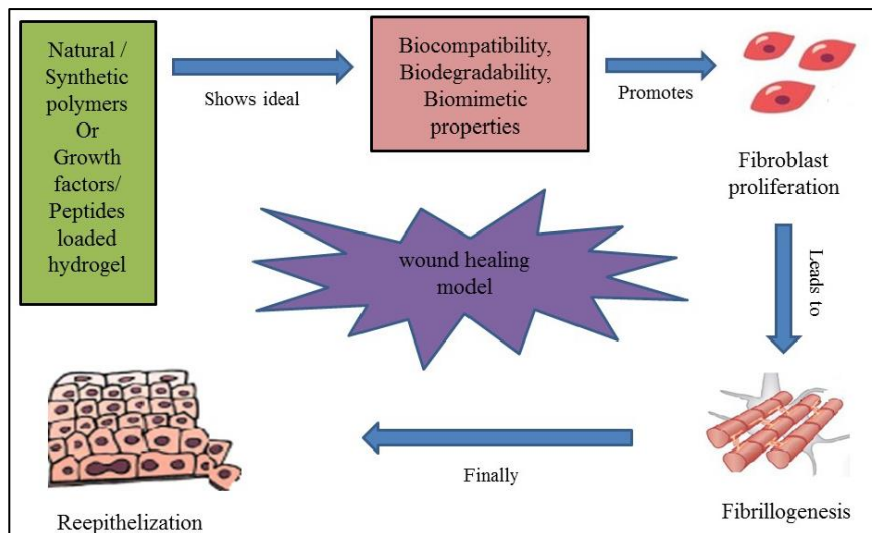 Natural /
Synthetic
polymers
Or
Growth
factors/
Peptides
loaded
hydrogel
Shows ideal
Biocompatibility,
Biodegradability,
Biomimetic
properties
Promotes
Fibroblast
proliferation
Leads to
wound healing
model
Fibrillogenesis
Finally
Reepithelization